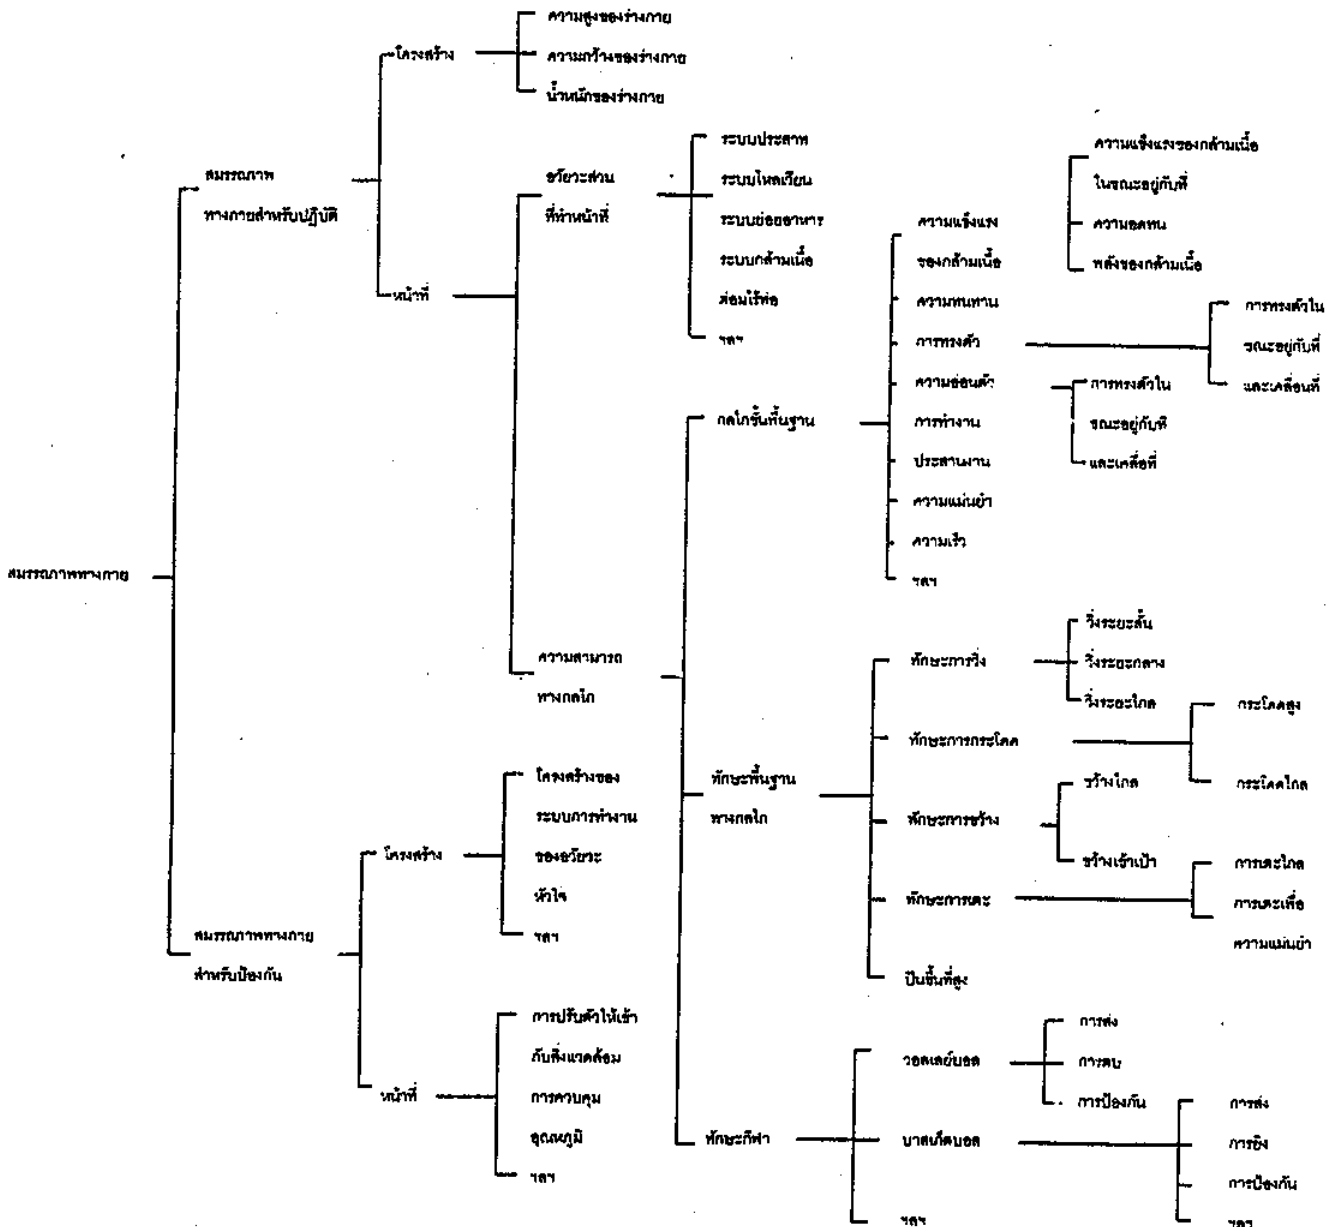 สมรรถภาพทางกาย
สมรรถภาพ
ทางกายสำหรับปฏิบัติ
โครงสร้าง
ความสูงของร่างกาย
ความกว้างของร่างกาย
น้ำหนักของร่างกาย
หน้าที่
อวัยวะส่วน
ที่ทำหน้าที่
ระบบประสาท
ระบบไหลเวียน
ระบบย่อยอาหาร
ระบบกล้ามเนื้อ
ต่อมไร้ท่อ
ฯลฯ
ความสามารถ
ทางกลไก
กลไกขั้นพื้นฐาน
ความแข็งแรง
ของกล้ามเนื้อ
ความทนทาน
การทรงตัว
ความอ่อนตัว
การทำงาน
ประสานงาน
ความแม่นยำ
ความเร็ว
ฯลฯ
ความแข็งแรงของกล้ามเนื้อ
ในขณะอยู่กับที่
ความอดทน
พลังของกล้ามเนื้อ
การทรงตัวใน
ขณะอยู่กับที่
และเคลื่อนที่
การทรงตัวใน
ขณะอยู่กับที่
และเคลื่อที่
ทักษะพื้นฐาน
ทางกลไก
ทักษะการวิ่ง
วิ่งระยะสั้น
วิ่งระยะกลาง
วิ่งระยะไกล
ทักษะการกระโดด
กระโดดสูง
กระโดดไกล
ทักษะการขว้าง
ขว้างไกล
ขว้างเข้าเป้า
ทักษะการเตะ
การเตะไกล
การเตะเพื่อ
ความแม่นยำ
ปีนขึ้นที่สูง
ทักษะกีฬา
วอลเลย์บอล
การส่ง
การตบ
การป้องกัน
บาสเก็ตบอล
การส่ง
การยิง
การป้องกัน
ฯลฯ
ฯลฯ
สมรรถภาพทางกาย
สำหรับป้องกัน
โครงสร้าง
โครงสร้างของ
ระบบการทำงาน
ของอวัยวะ
หัวใจ
ฯลฯ
หน้าที่
การปรับตัวให้เข้า
กับสิ่งแวดล้อม
การควบคุม
อุณหภูมิ
ฯลฯ